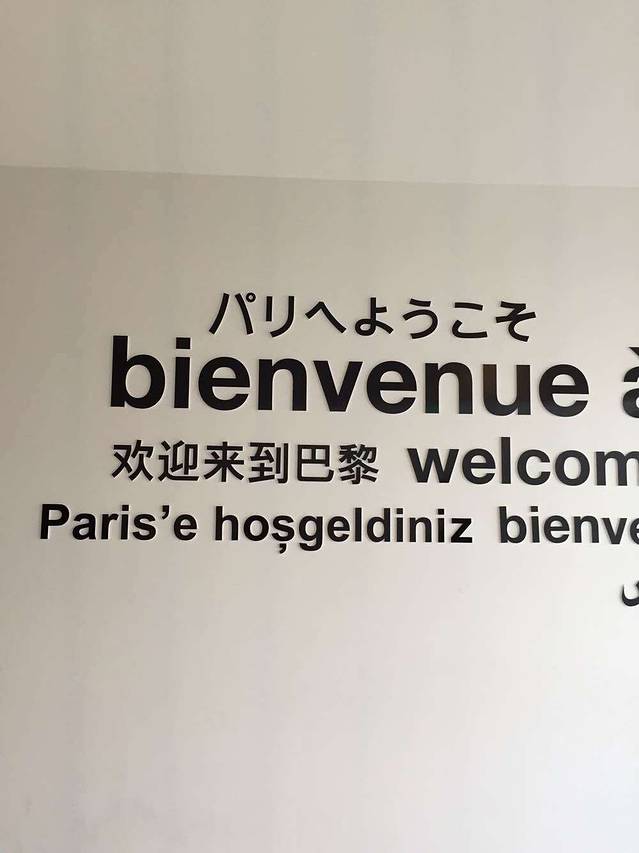 パリへようこそ
bienvenue à
欢迎来到巴黎 welcom
Paris’e hoşgeldiniz bienve